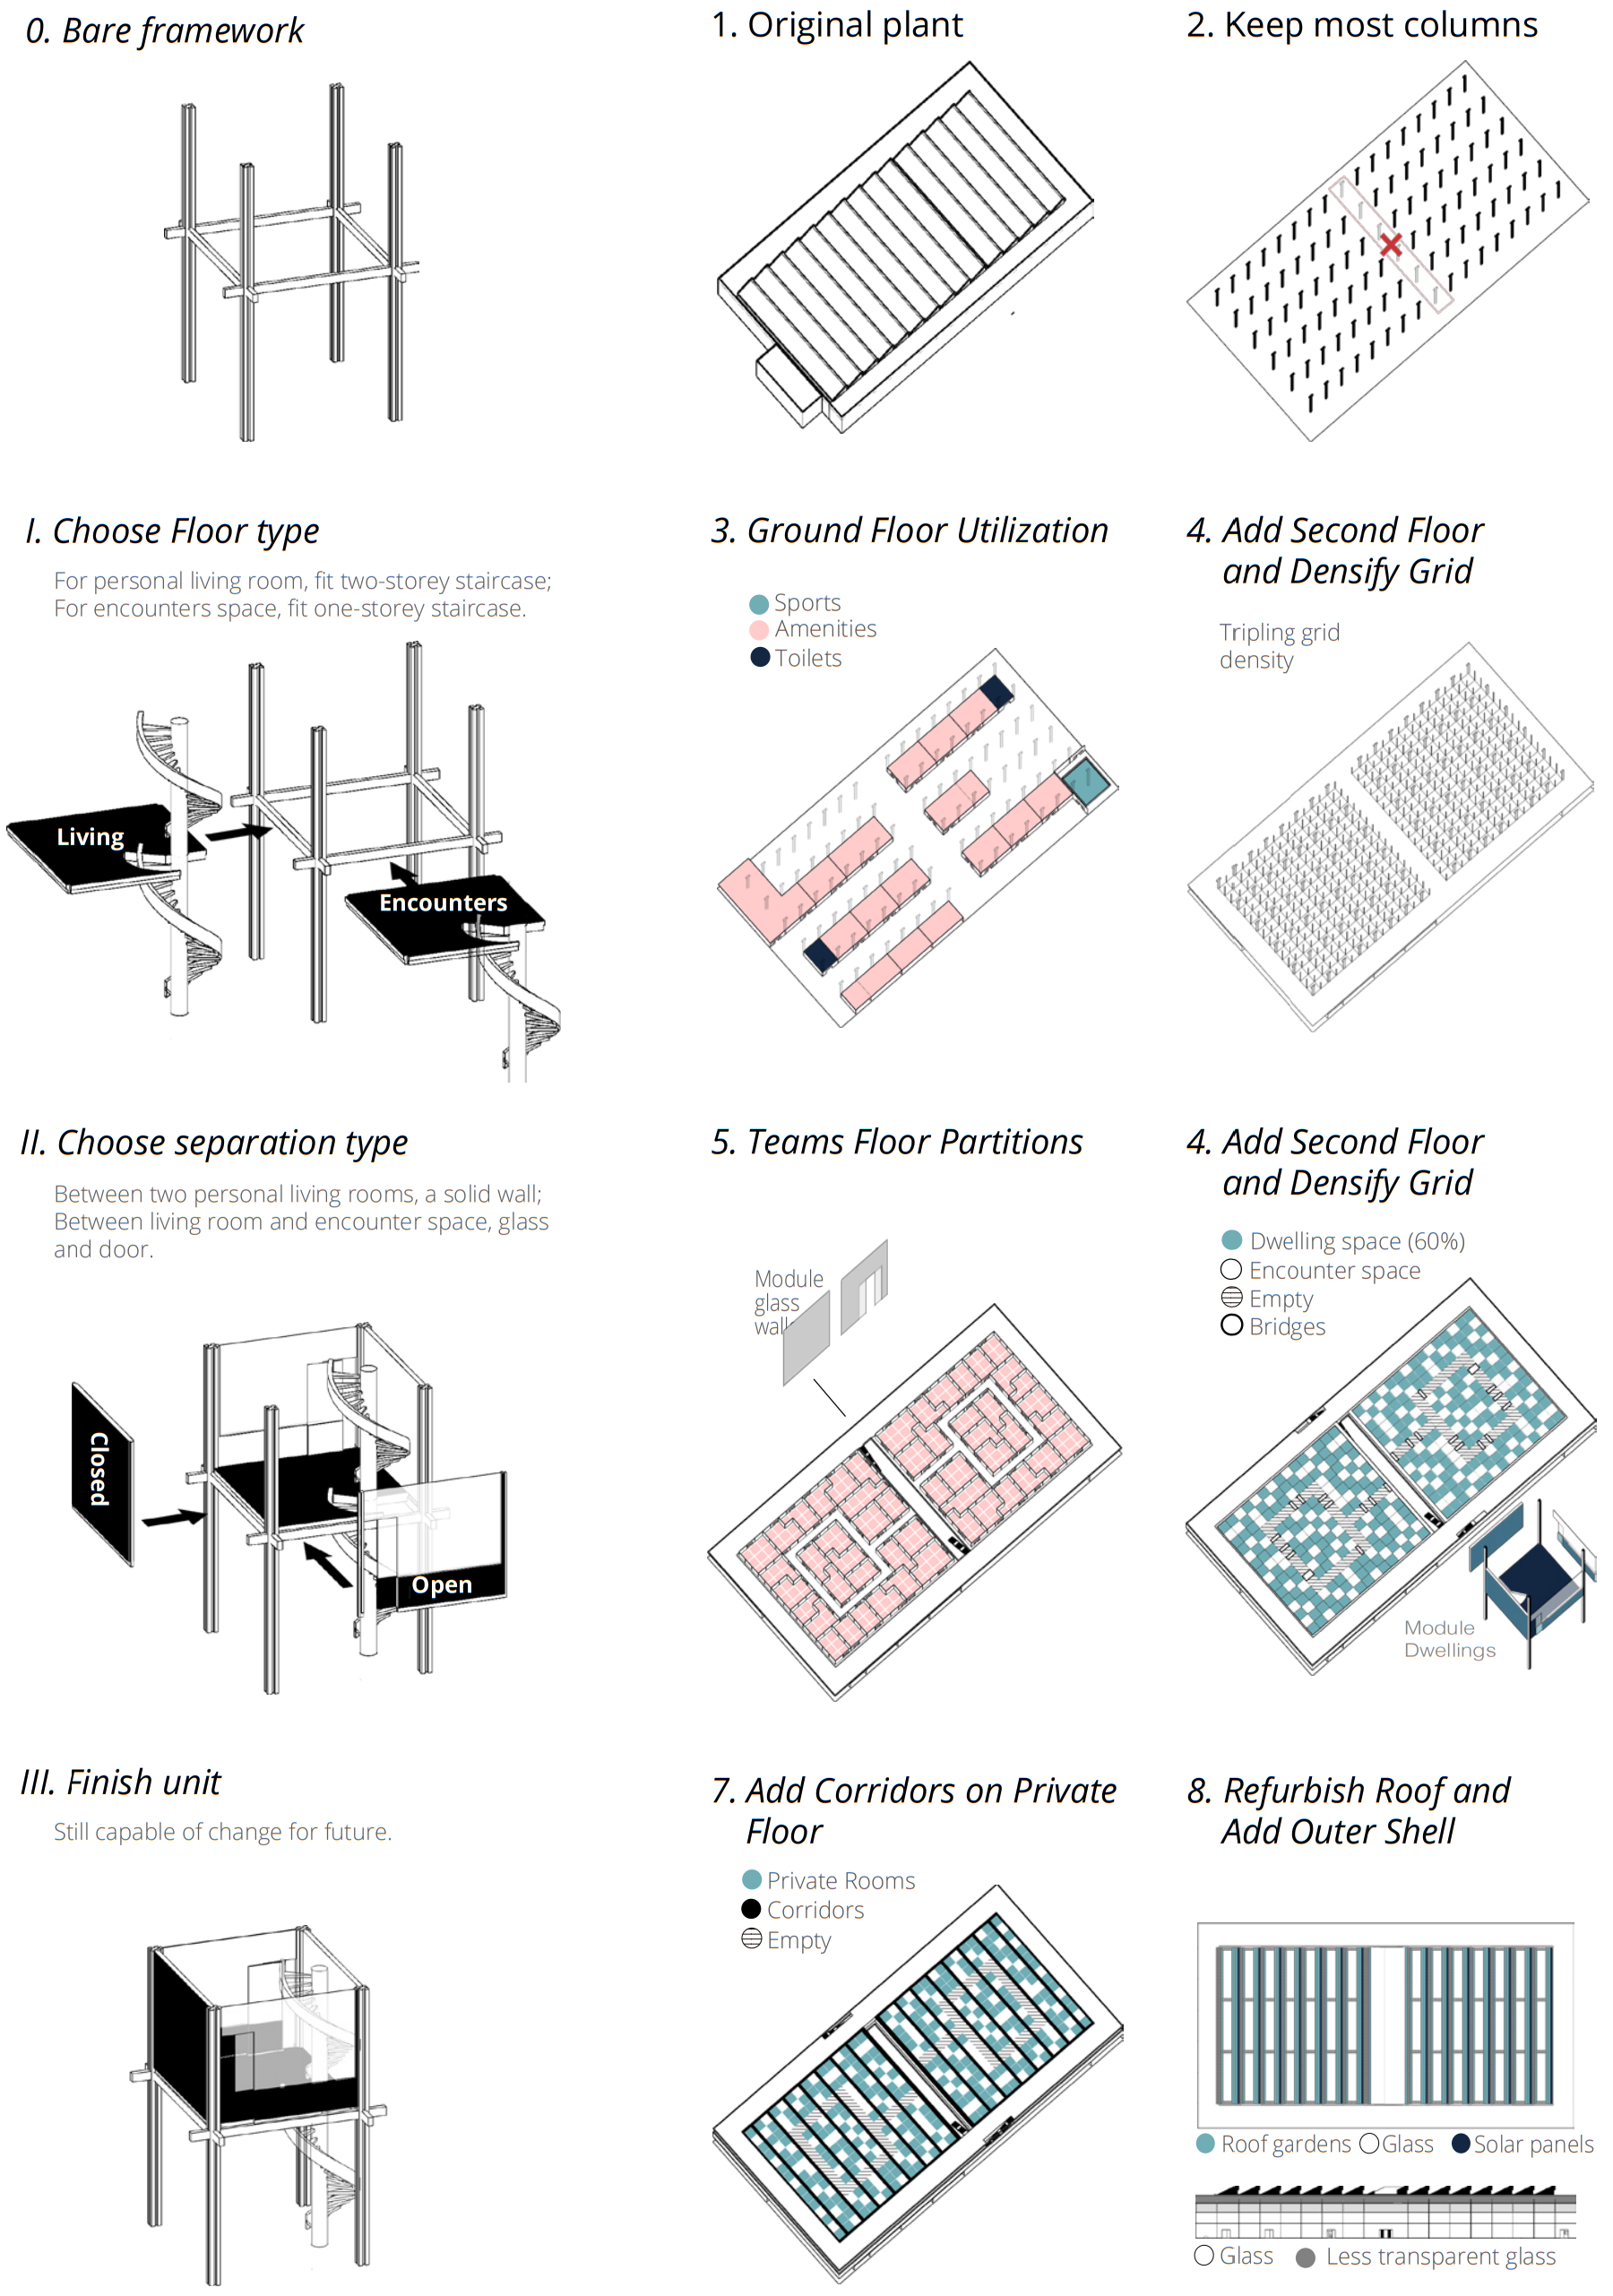 0. Bare framework
1. Original plant
2. Keep most columns
I. Choose Floor type
For personal living room, fit two-storey staircase;
For encounters space, fit one-storey staircase.
Living
Encounters
3. Ground Floor Utilization
Sports
Amenities
Toilets
4. Add Second Floor
and Densify Grid
Tripling grid
density
II. Choose separation type
Between two personal living rooms, a solid wall;
Between living room and encounter space, glass
and door.
Closed
Open
5. Teams Floor Partitions
Module
glass
wall
4. Add Second Floor
and Densify Grid
Dwelling space (60%)
Encounter space
Empty
Bridges
Module
Dwellings
III. Finish unit
Still capable of change for future.
7. Add Corridors on Private
Floor
Private Rooms
Corridors
Empty
8. Refurbish Roof and
Add Outer Shell
Roof gardens Glass Solar panels
Glass Less transparent glass